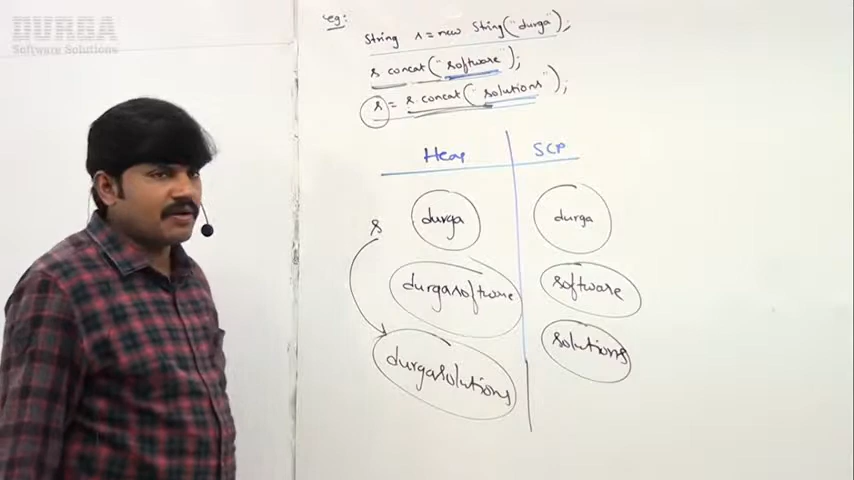 DURGA
Software Solutions
eg:
String s = new String("durga");
s concat("software");
s = s. concat("solutions");
Heap SCP
s durga durga
durgasoftware software
durgasolutions solutions